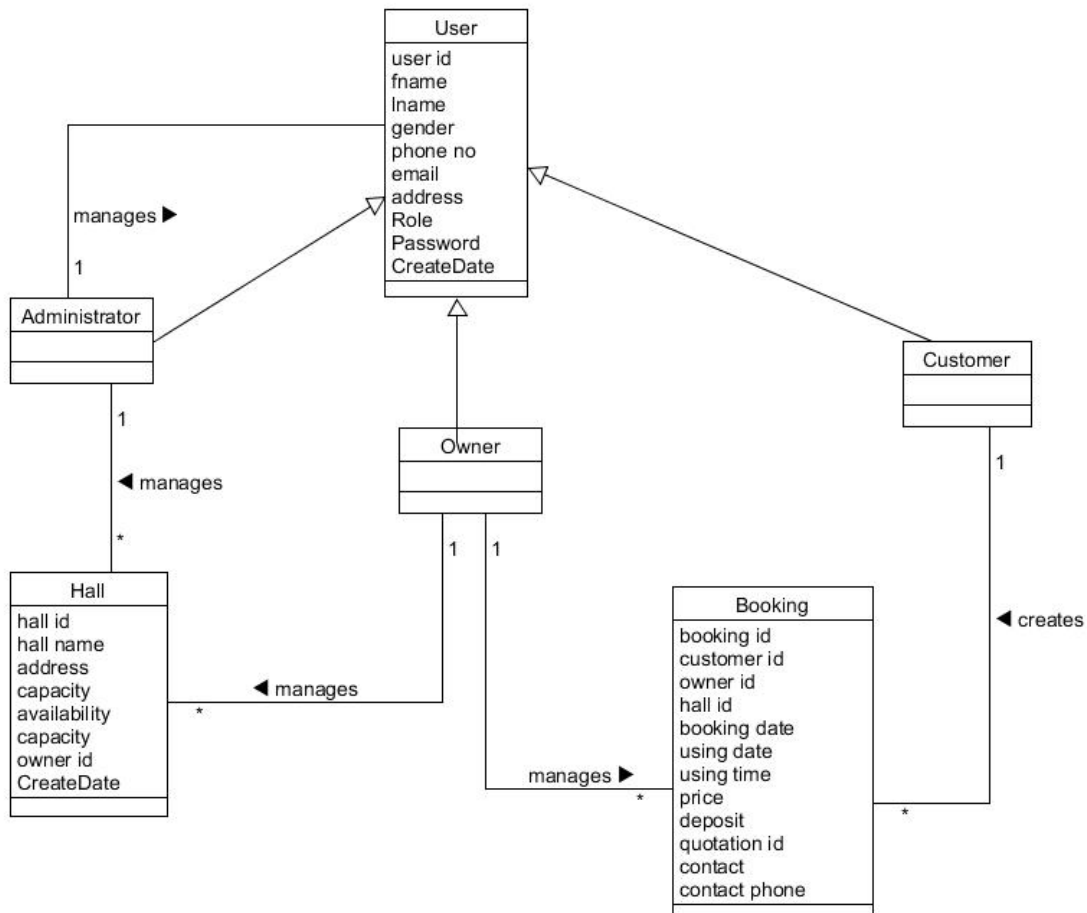 User
user id
fname
lname
gender
phone no
email
address
Role
Password
CreateDate
manages ▶
1
Administrator
Customer
1
◀ manages
*
Owner
1
1
1
◀ creates
Hall
hall id
hall name
address
capacity
availability
capacity
owner id
CreateDate
◀ manages
*
manages ▶
*
Booking
booking id
customer id
owner id
hall id
booking date
using date
using time
price
deposit
quotation id
contact
contact phone
*